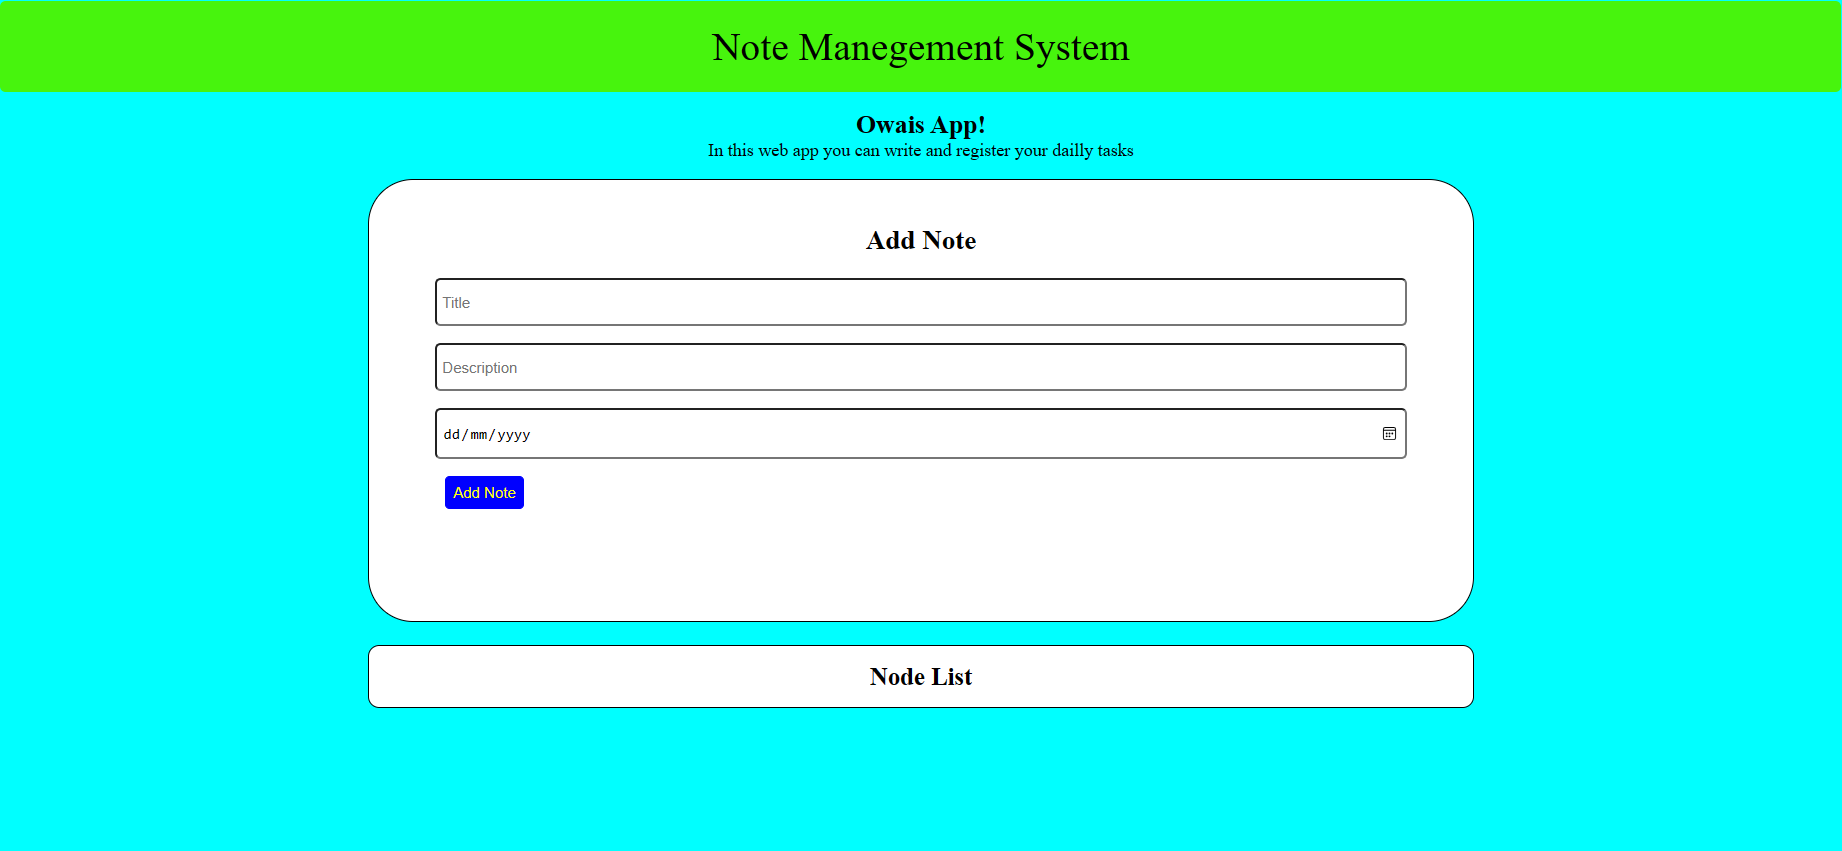 Note Manegement System
Owais App!
In this web app you can write and register your dailly tasks
Add Note
Title
Description
dd/mm/yyyy
Add Note
Node List